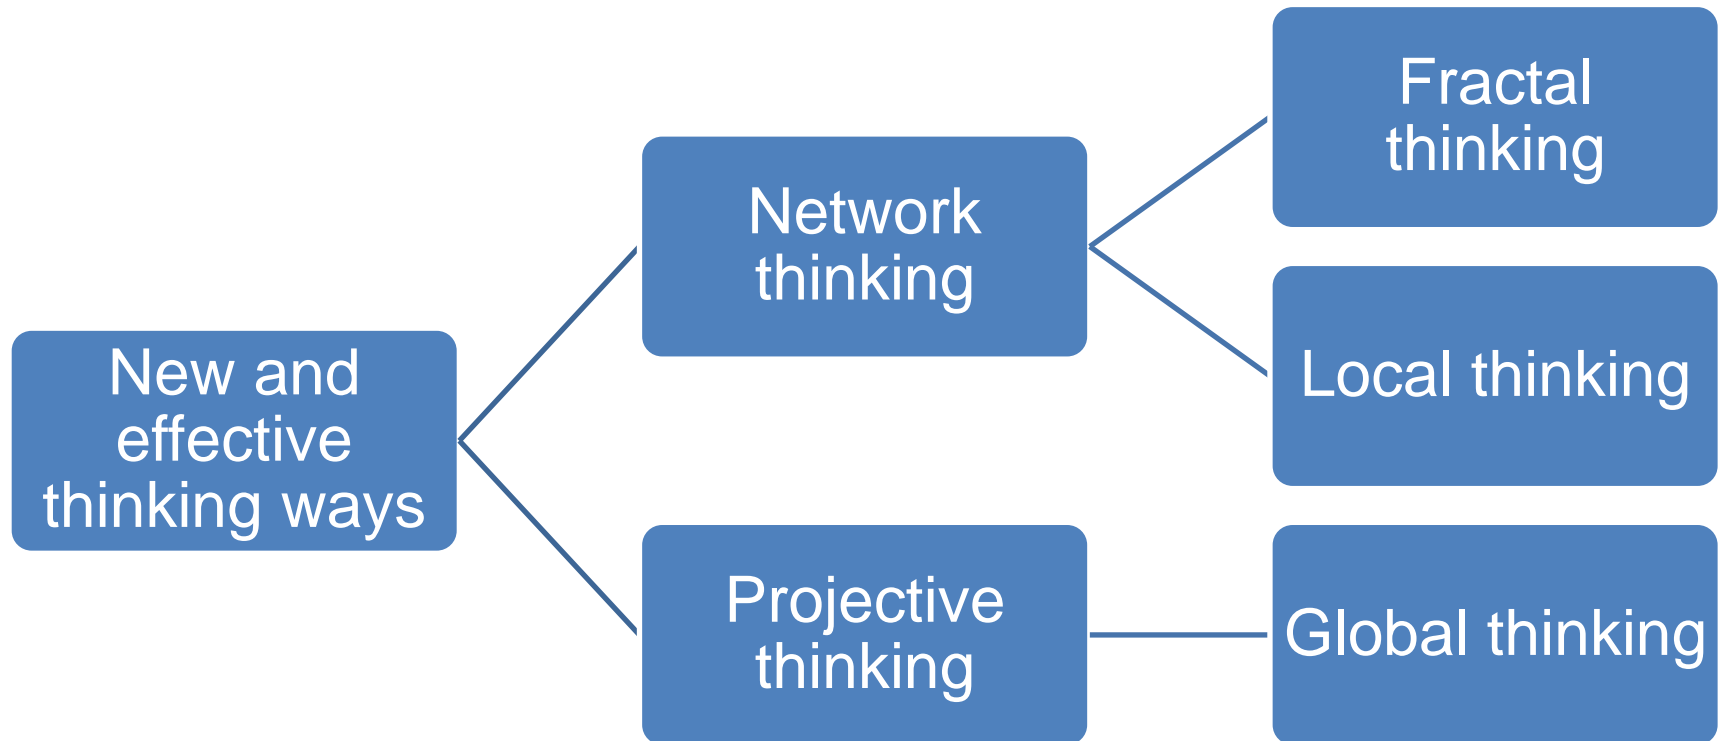 New and
effective
thinking ways
Network
thinking
Fractal
thinking
Local thinking
Projective
thinking
Global thinking